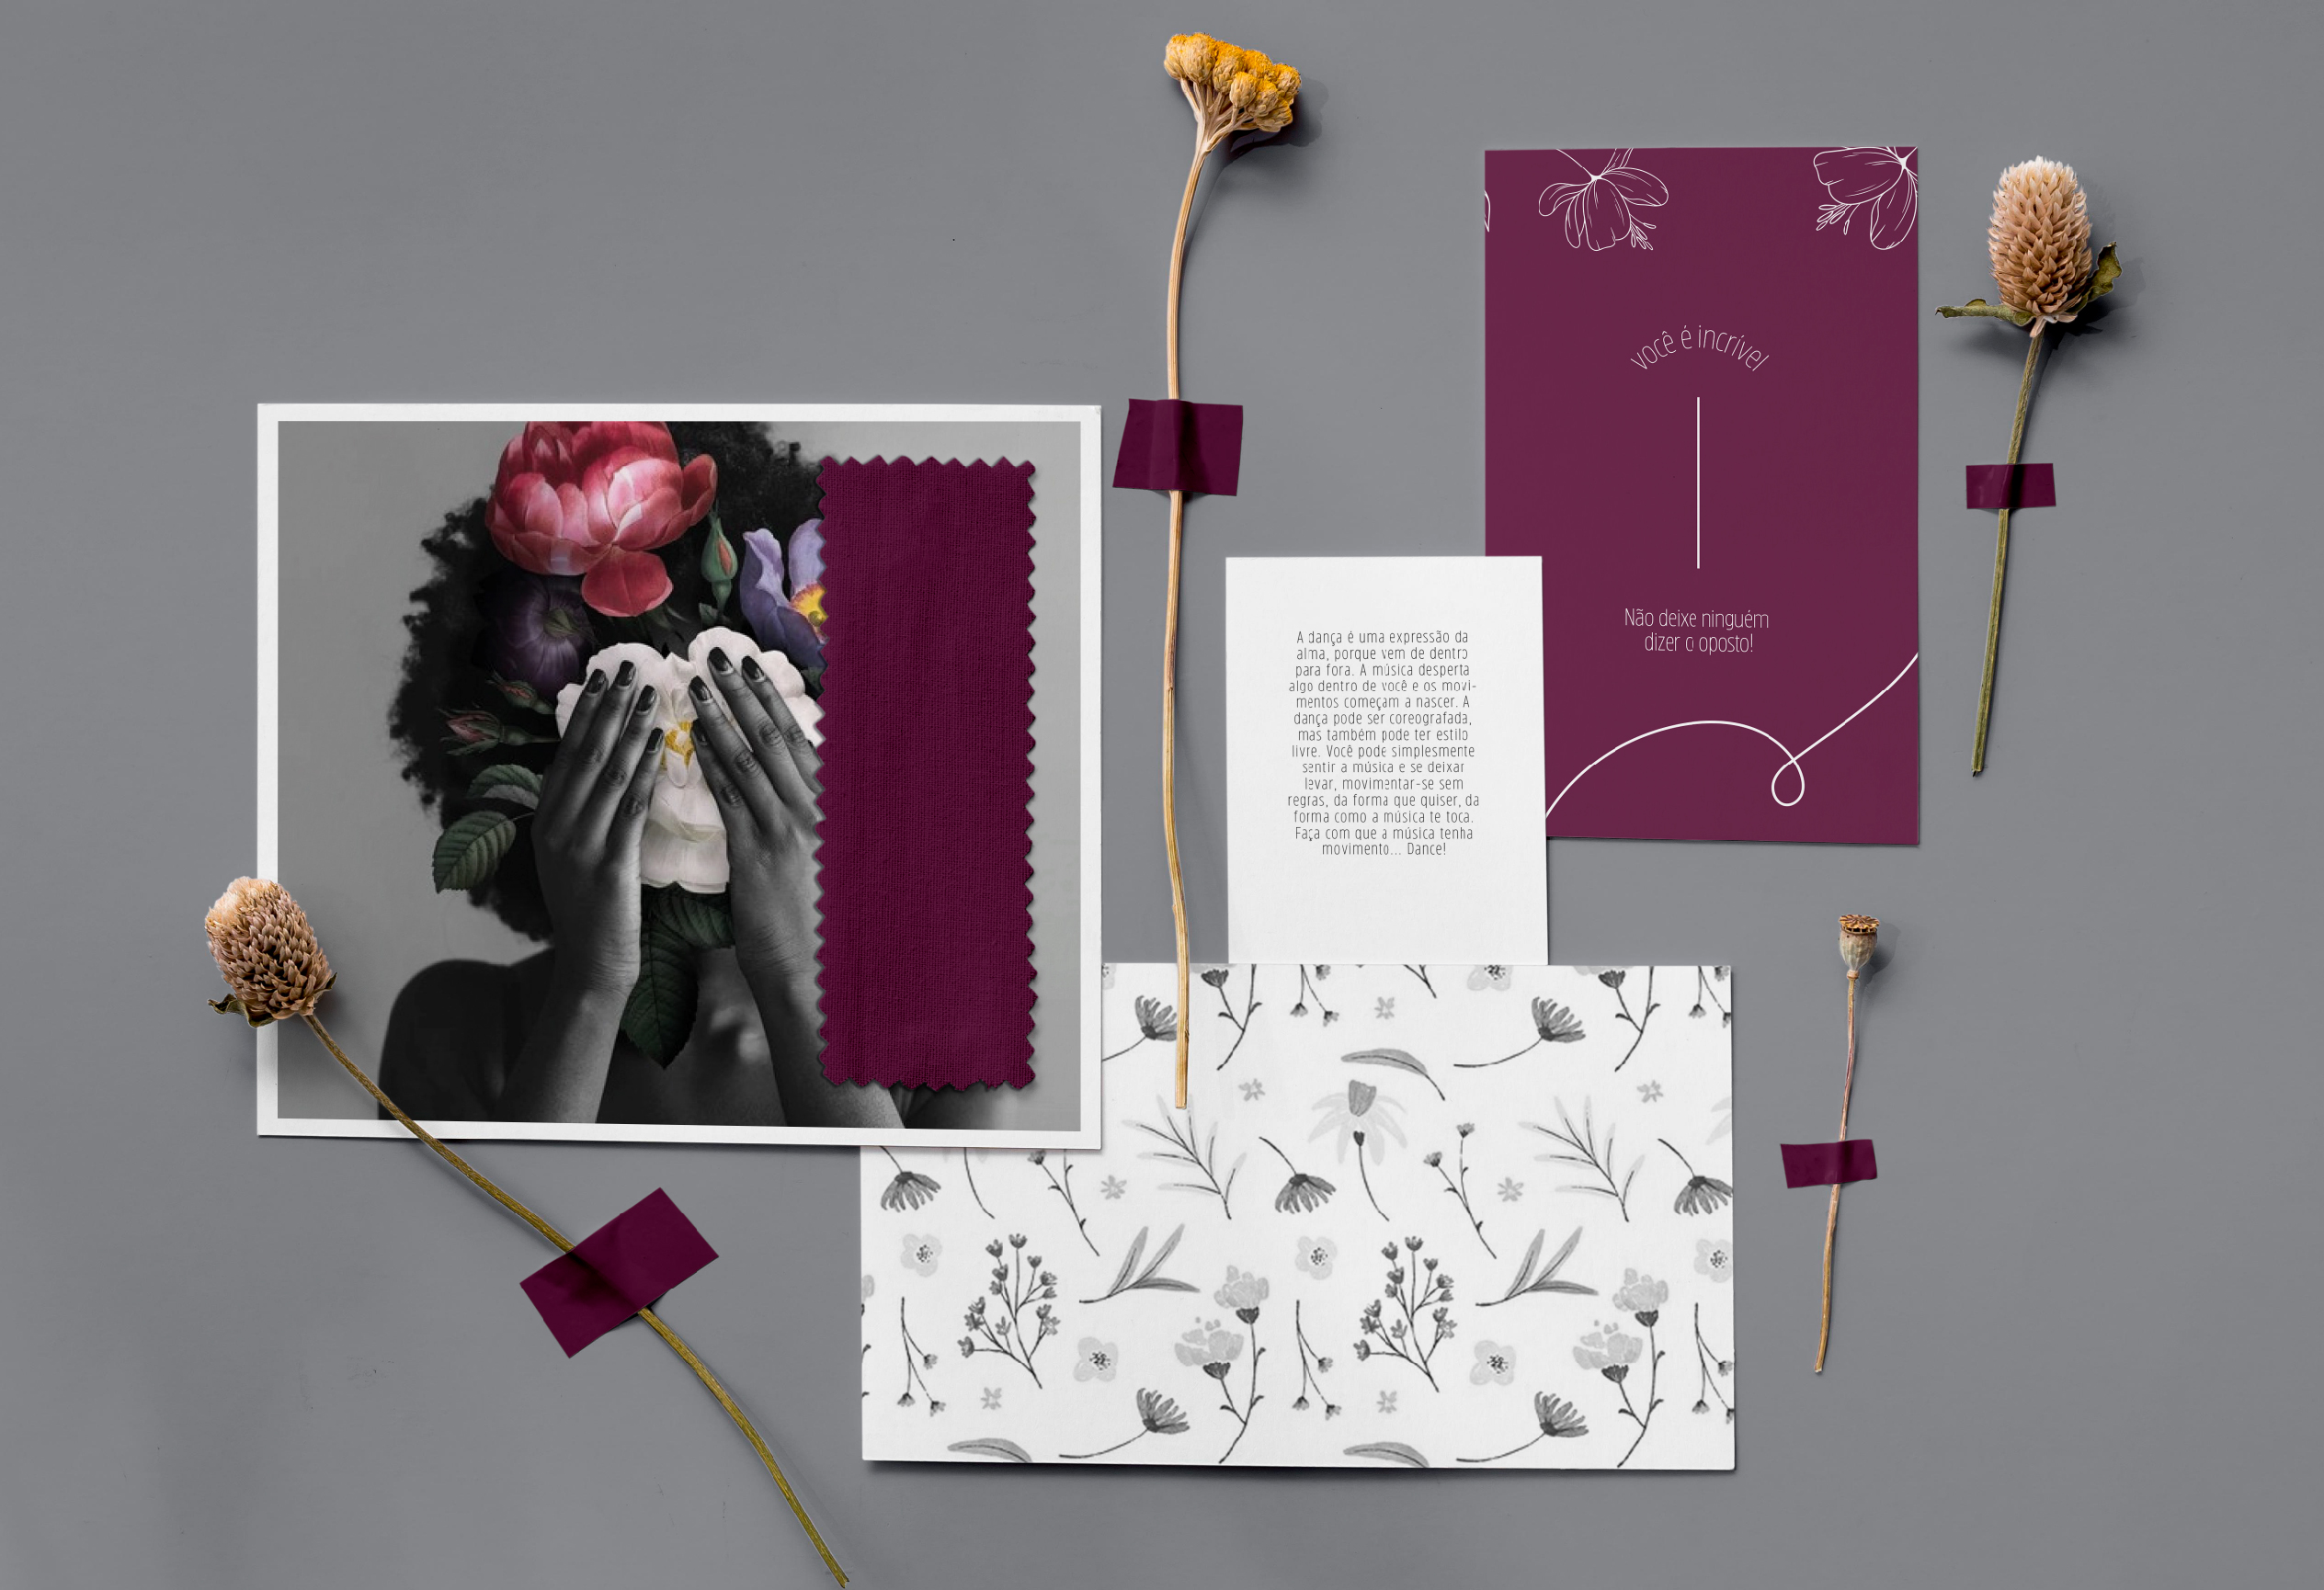 você é incrível
Não deixe ninguém
dizer o oposto!
A dança é uma expressão da
alma, porque vem de dentro
para fora. A música desperta
algo dentro de você e os movi-
mentos começam a nascer. A
dança pode ser coreografada,
mas também pode ter estilo
livre. Você pode simplesmente
sentir a música e se deixar
levar, movimentar-se sem
regras, da forma que quiser, da
forma como a música te toca.
Faça com que a música tenha
movimento... Dance!